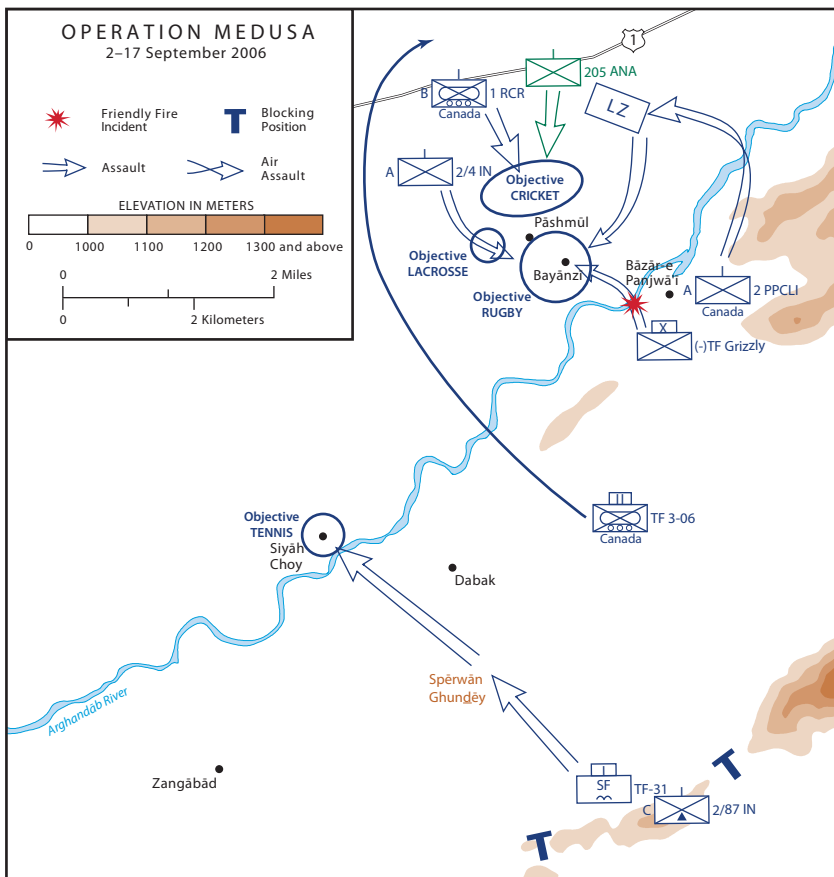 OPERATION MEDUSA
2–17 September 2006
Friendly Fire
Incident
Blocking
Position
Assault
Air
Assault
ELEVATION IN METERS
0 1000 1100 1200 1300 and above
0 2 Miles
0 2 Kilometers
1
205 ANA
B 1 RCR
Canada
LZ
A 2/4 IN
Objective
CRICKET
Pāshmūl
Objective
LACROSSE
Bayānzī
Bāzār-e
Panjwā'ī
Objective
RUGBY
A 2 PPCLI
Canada
X
(-)TF Grizzly
II
TF 3-06
Canada
Objective
TENNIS
Siyāh
Choy
Dabak
Arghandāb River
Spērwān
Ghunḏêy
Zangābād
I
SF TF-31
C 2/87 IN